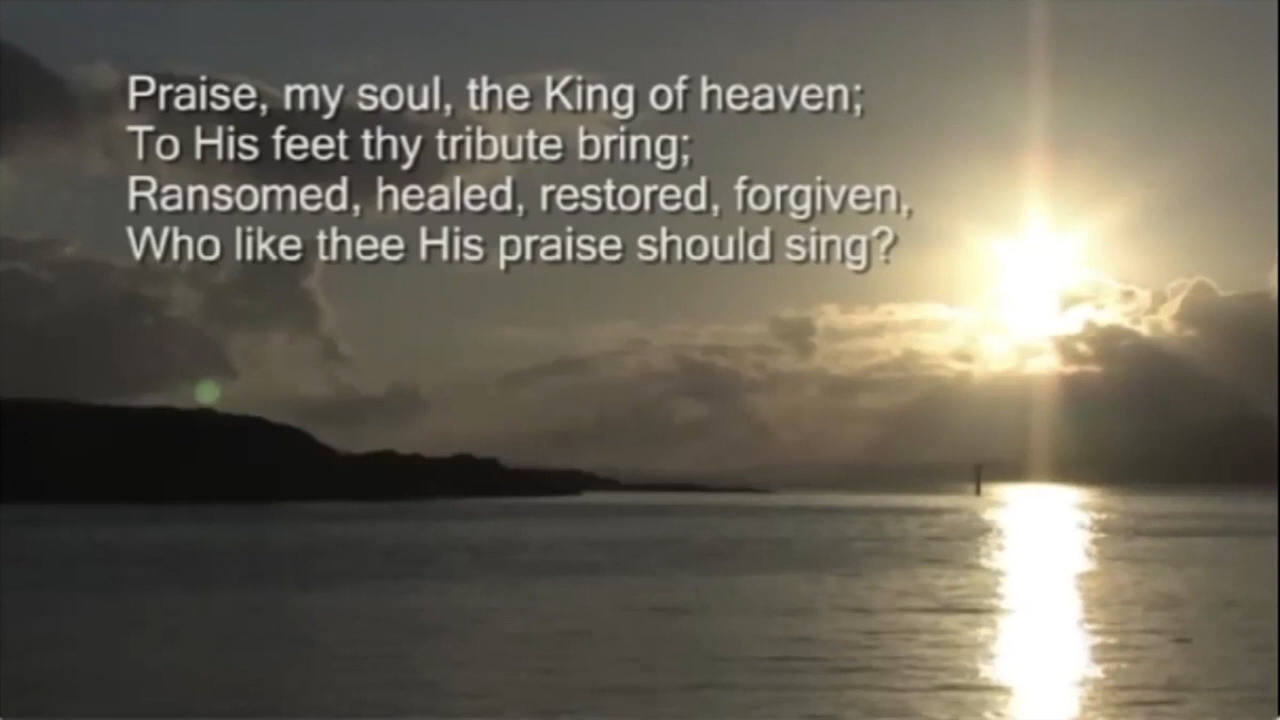 Praise, my soul, the King of heaven;
To His feet thy tribute bring;
Ransomed, healed, restored, forgiven,
Who like thee His praise should sing?